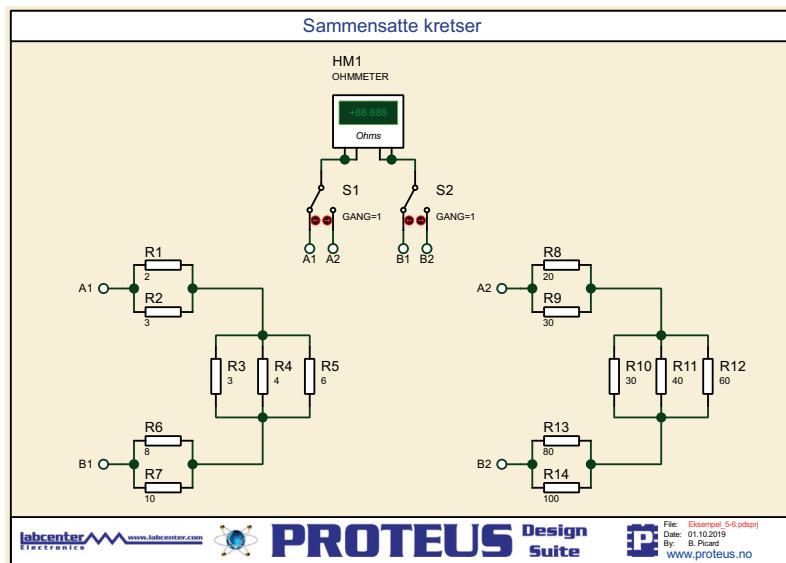 Sammensatte kretser
HM1
OHMMETER
+88.888
Ohms
S1
GANG=1
S2
GANG=1
A1
A2
B1
B2
R1
2
A1
R2
3
R3
3
R4
4
R5
6
R6
8
B1
R7
10
R8
20
A2
R9
30
R10
30
R11
40
R12
60
R13
80
B2
R14
100
labcenter www.labcenter.com
Electronics
PROTEUS Design Suite
File: Eksempel_5-6.pdsprj
Date: 01.10.2019
By: B. Picard
www.proteus.no